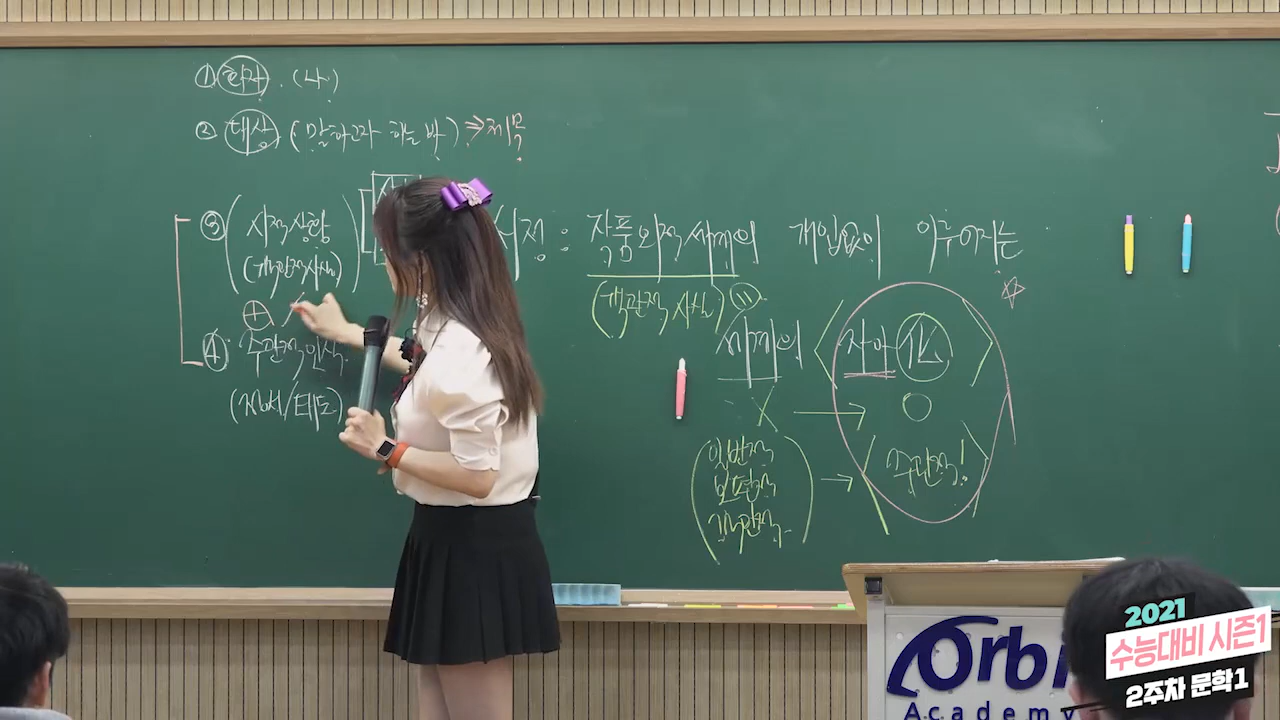 ① 화자 . (나)
② 대상 (말하고자 하는 바) ⇒ 제목
③ (시적상황
(객관적사실))
⊕
④ 주관적인식.
(정서/태도)
서정 : 작품외적세계의 개입없이 이루어지는
(객관적 사실)
세계의 <자아化>
X → ○
(일반적
보편적
객관적) → <주관적!>
Orbi
Academy
2021
수능대비 시즌1
2주차 문학1